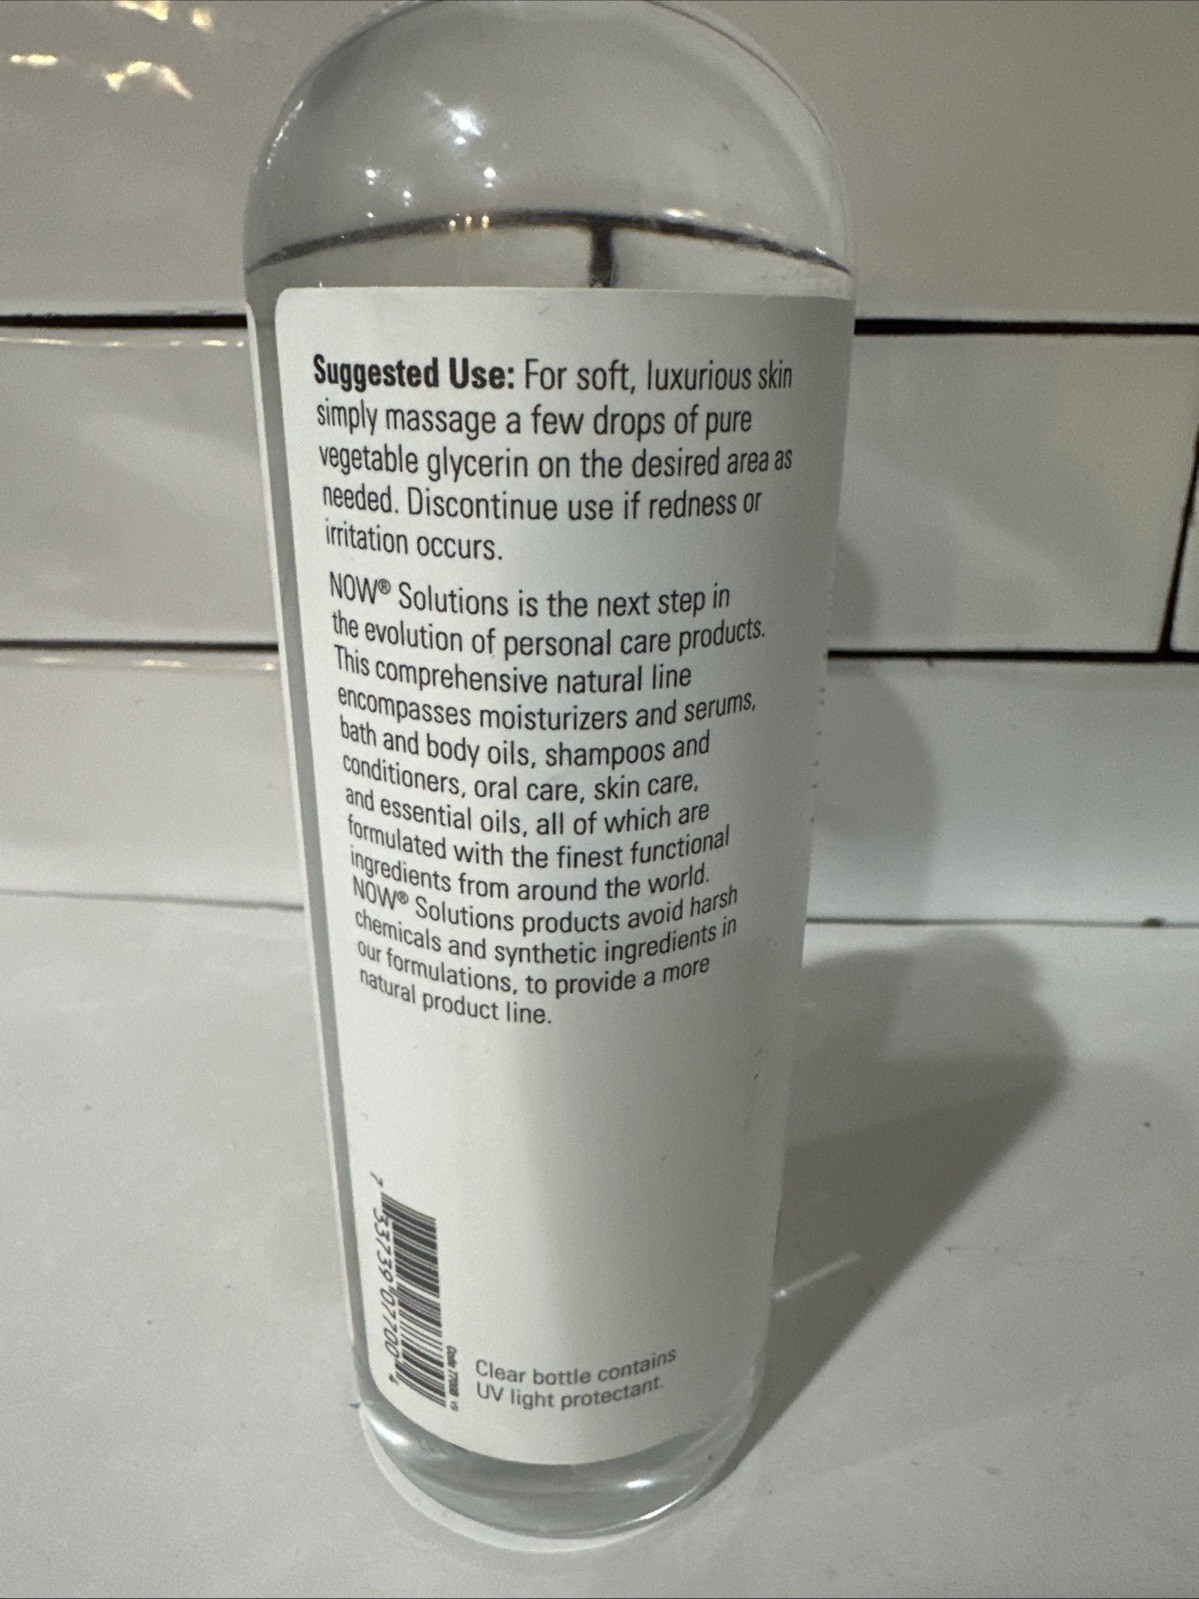 Suggested Use: For soft, luxurious skin
simply massage a few drops of pure
vegetable glycerin on the desired area as
needed. Discontinue use if redness or
irritation occurs.
NOW® Solutions is the next step in
the evolution of personal care products.
This comprehensive natural line
encompasses moisturizers and serums,
bath and body oils, shampoos and
conditioners, oral care, skin care,
and essential oils, all of which are
formulated with the finest functional
ingredients from around the world.
NOW® Solutions products avoid harsh
chemicals and synthetic ingredients in
our formulations, to provide a more
natural product line.
7 33739 07700 4
Clear bottle contains
UV light protectant.